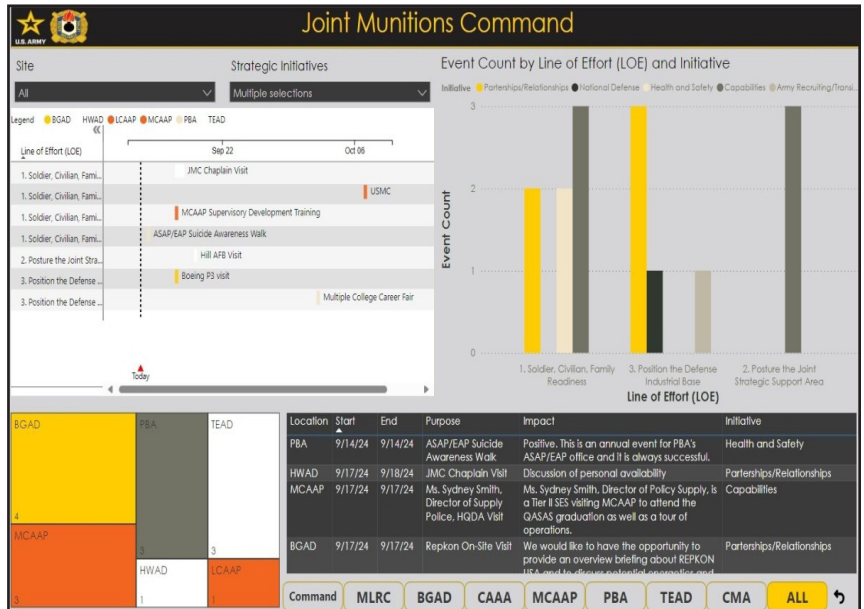 Joint Munitions Command
U.S. ARMY
Site
Strategic Initiatives
All
Multiple selections
Legend BGAD HWAD LCAAP MCAAP PBA TEAD
Line of Effort (LOE)
Sep 22
Oct 06
1. Soldier, Civilian, Fami...
JMC Chaplain Visit
1. Soldier, Civilian, Fami...
USMC
1. Soldier, Civilian, Fami...
MCAAP Supervisory Development Training
1. Soldier, Civilian, Fami...
ASAP/EAP Suicide Awareness Walk
2. Posture the Joint Stra...
Hill AFB Visit
3. Position the Defense ...
Boeing P3 visit
3. Position the Defense ...
Multiple College Career Fair
Today
Event Count by Line of Effort (LOE) and Initiative
Initiative Parterships/Relationships National Defense Health and Safety Capabilities Army Recruiting/Transi...
Event Count
3
2
1
0
1. Soldier, Civilian, Family
Readiness
3. Position the Defense
Industrial Base
2. Posture the Joint
Strategic Support Area
Line of Effort (LOE)
BGAD
4
MCAAP
3
PBA
3
TEAD
3
HWAD
1
LCAAP
1
Location Start End Purpose Impact Initiative
PBA 9/14/24 9/14/24 ASAP/EAP Suicide Positive. This is an annual event for PBA's Health and Safety
Awareness Walk ASAP/EAP office and it is always successful.
HWAD 9/17/24 9/18/24 JMC Chaplain Visit Discussion of personal availability Parterships/Relationships
MCAAP 9/17/24 9/17/24 Ms. Sydney Smith, Ms. Sydney Smith, Director of Policy Supply, is Capabilities
Director of Supply a Tier II SES visiting MCAAP to attend the
Police, HQDA Visit QASAS graduation as well as a tour of
operations.
BGAD 9/17/24 9/17/24 Repkon On-Site Visit We would like to have the opportunity to Parterships/Relationships
provide an overview briefing about REPKON
USA and to discuss potential energetics and
Command MLRC BGAD CAAA MCAAP PBA TEAD CMA ALL